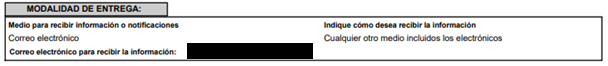 MODALIDAD DE ENTREGA:
Medio para recibir información o notificaciones
Indique cómo desea recibir la información
Correo electrónico
Cualquier otro medio incluidos los electrónicos
Correo electrónico para recibir la información: